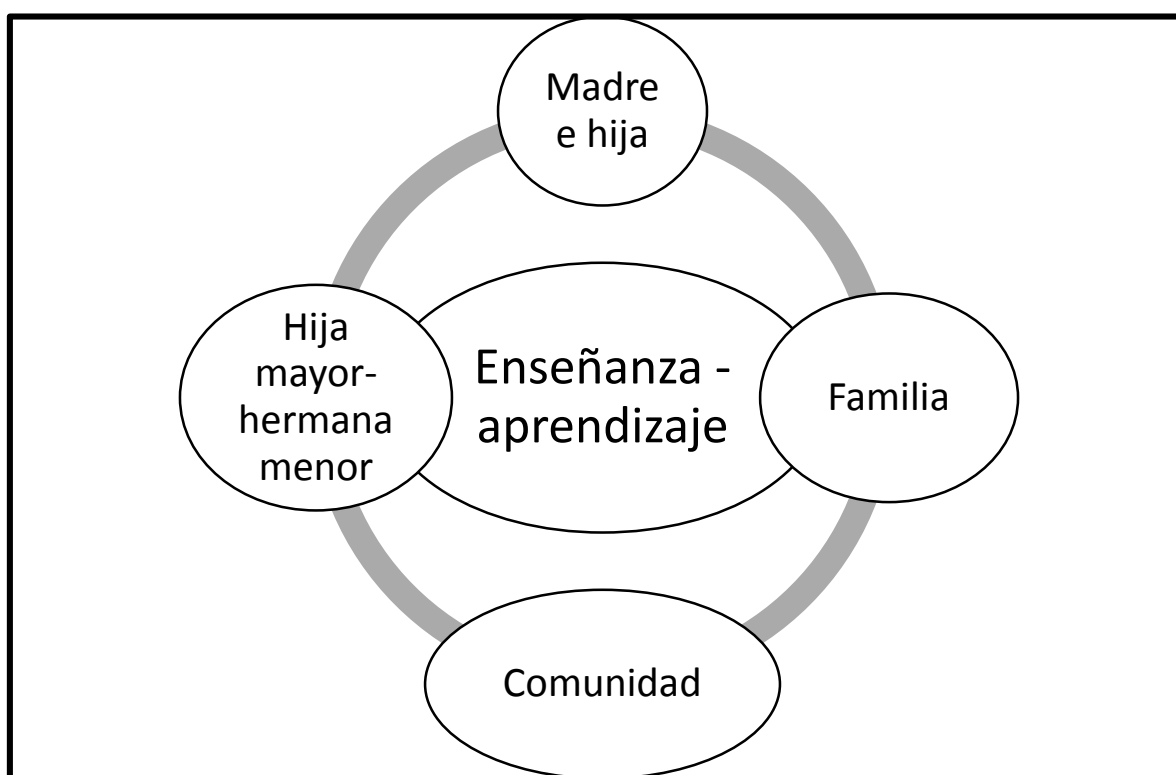 Madre
e hija
Hija
mayor-
hermana
menor
Enseñanza -
aprendizaje
Familia
Comunidad